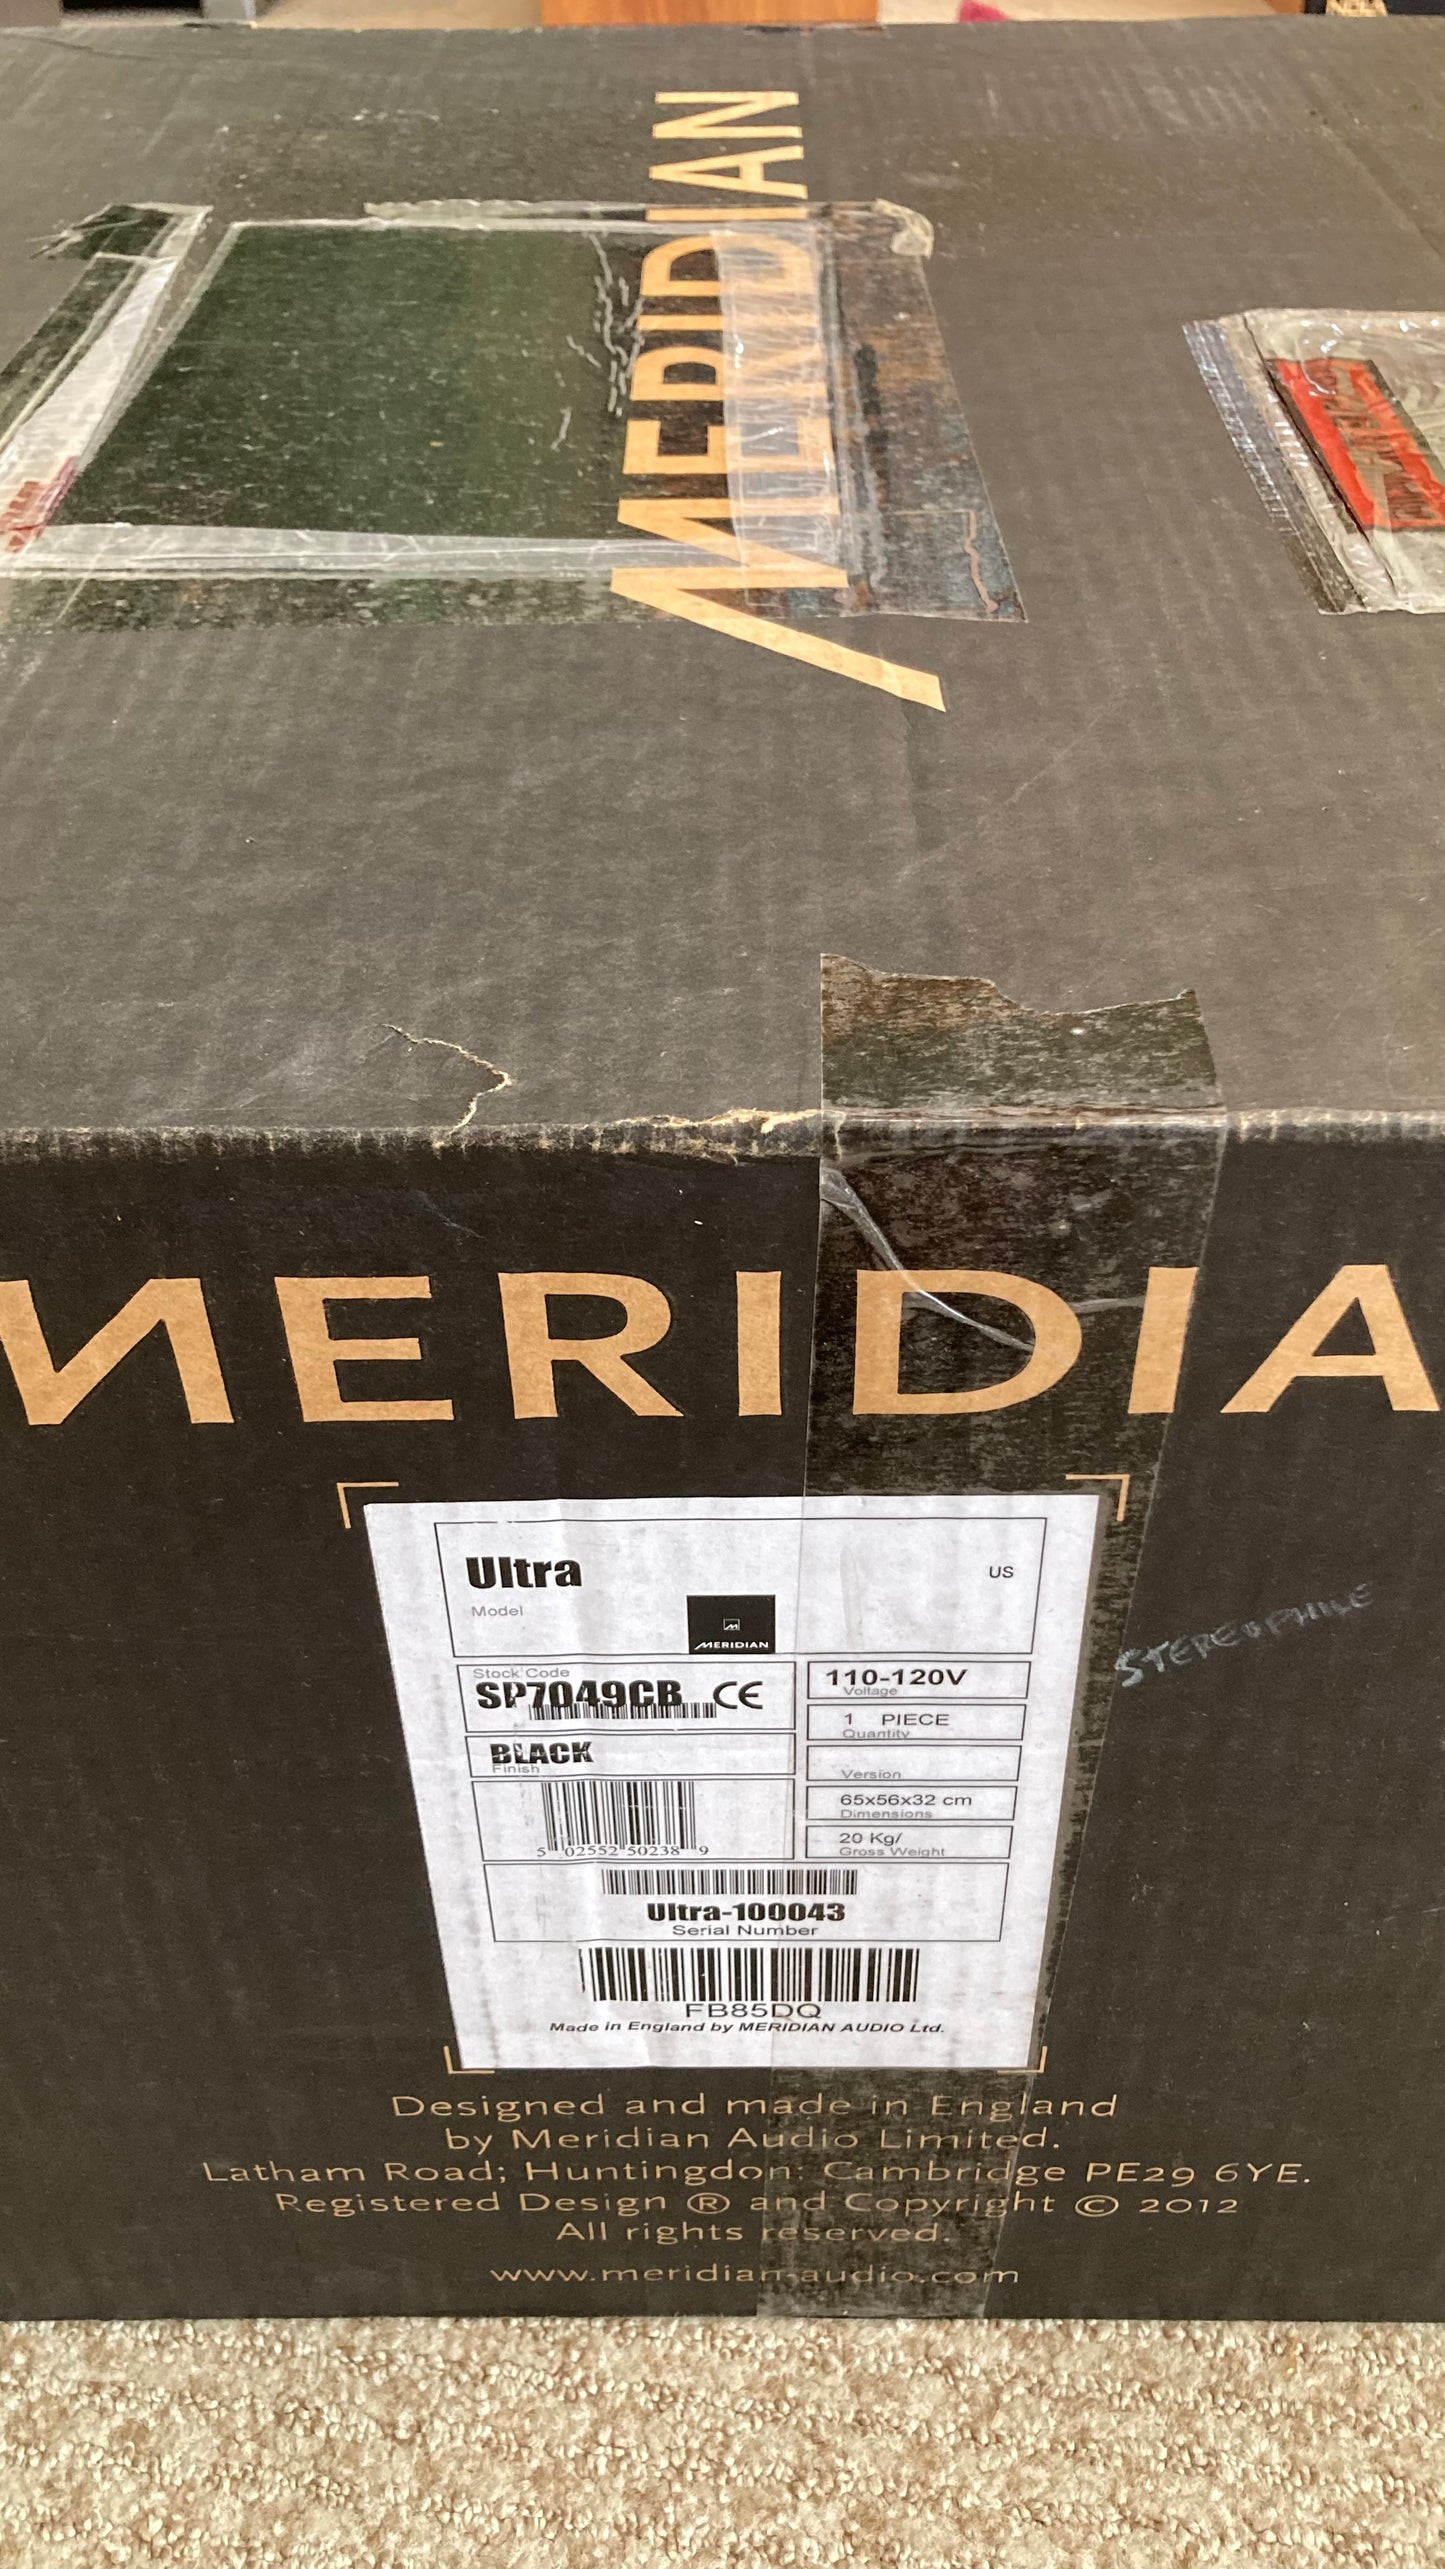 MERIDIAN
MERIDIA
Ultra
US
Model
MERIDIAN
Stock Code
SP7049CB CE
110-120V
Voltage
1 PIECE
Quantity
BLACK
Finish
Version
65x56x32 cm
Dimensions
5 02552 50238 9
20 Kg/
Gross Weight
Ultra-100043
Serial Number
FB85DQ
Made in England by MERIDIAN AUDIO Ltd.
STEREOPHILE
Designed and made in England
by Meridian Audio Limited.
Latham Road; Huntingdon; Cambridge PE29 6YE.
Registered Design ® and Copyright © 2012
All rights reserved.
www.meridian-audio.com